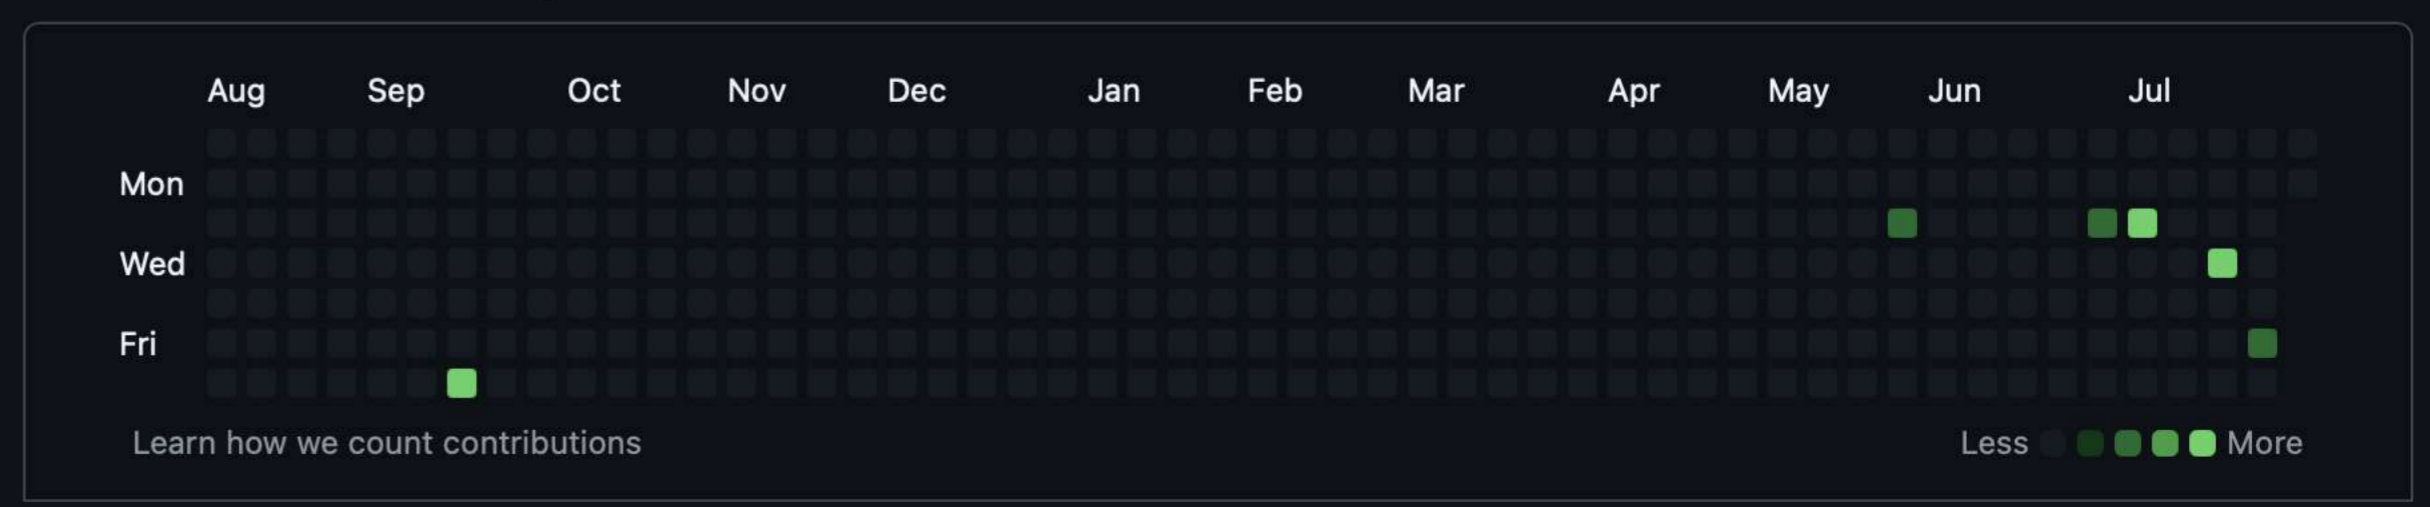 Aug Sep Oct Nov Dec Jan Feb Mar Apr May Jun Jul
Mon
Wed
Fri
Learn how we count contributions
Less More